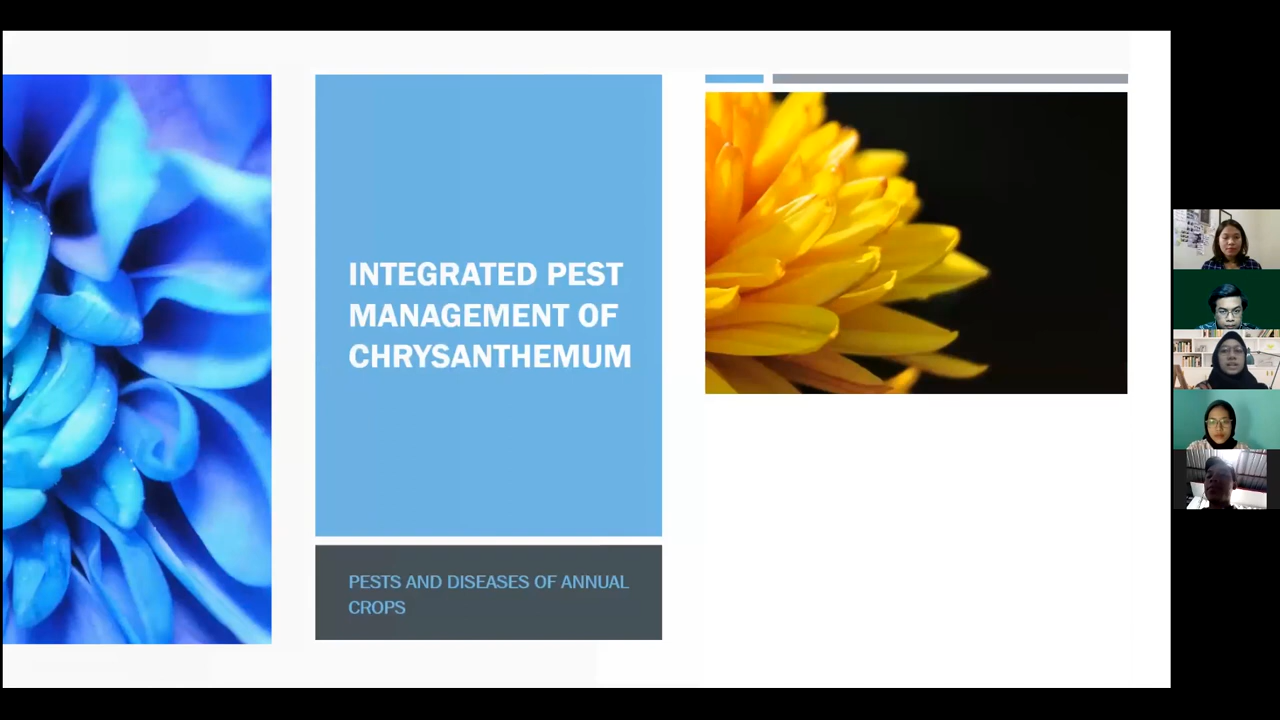 INTEGRATED PEST
MANAGEMENT OF
CHRYSANTHEMUM
PESTS AND DISEASES OF ANNUAL
CROPS